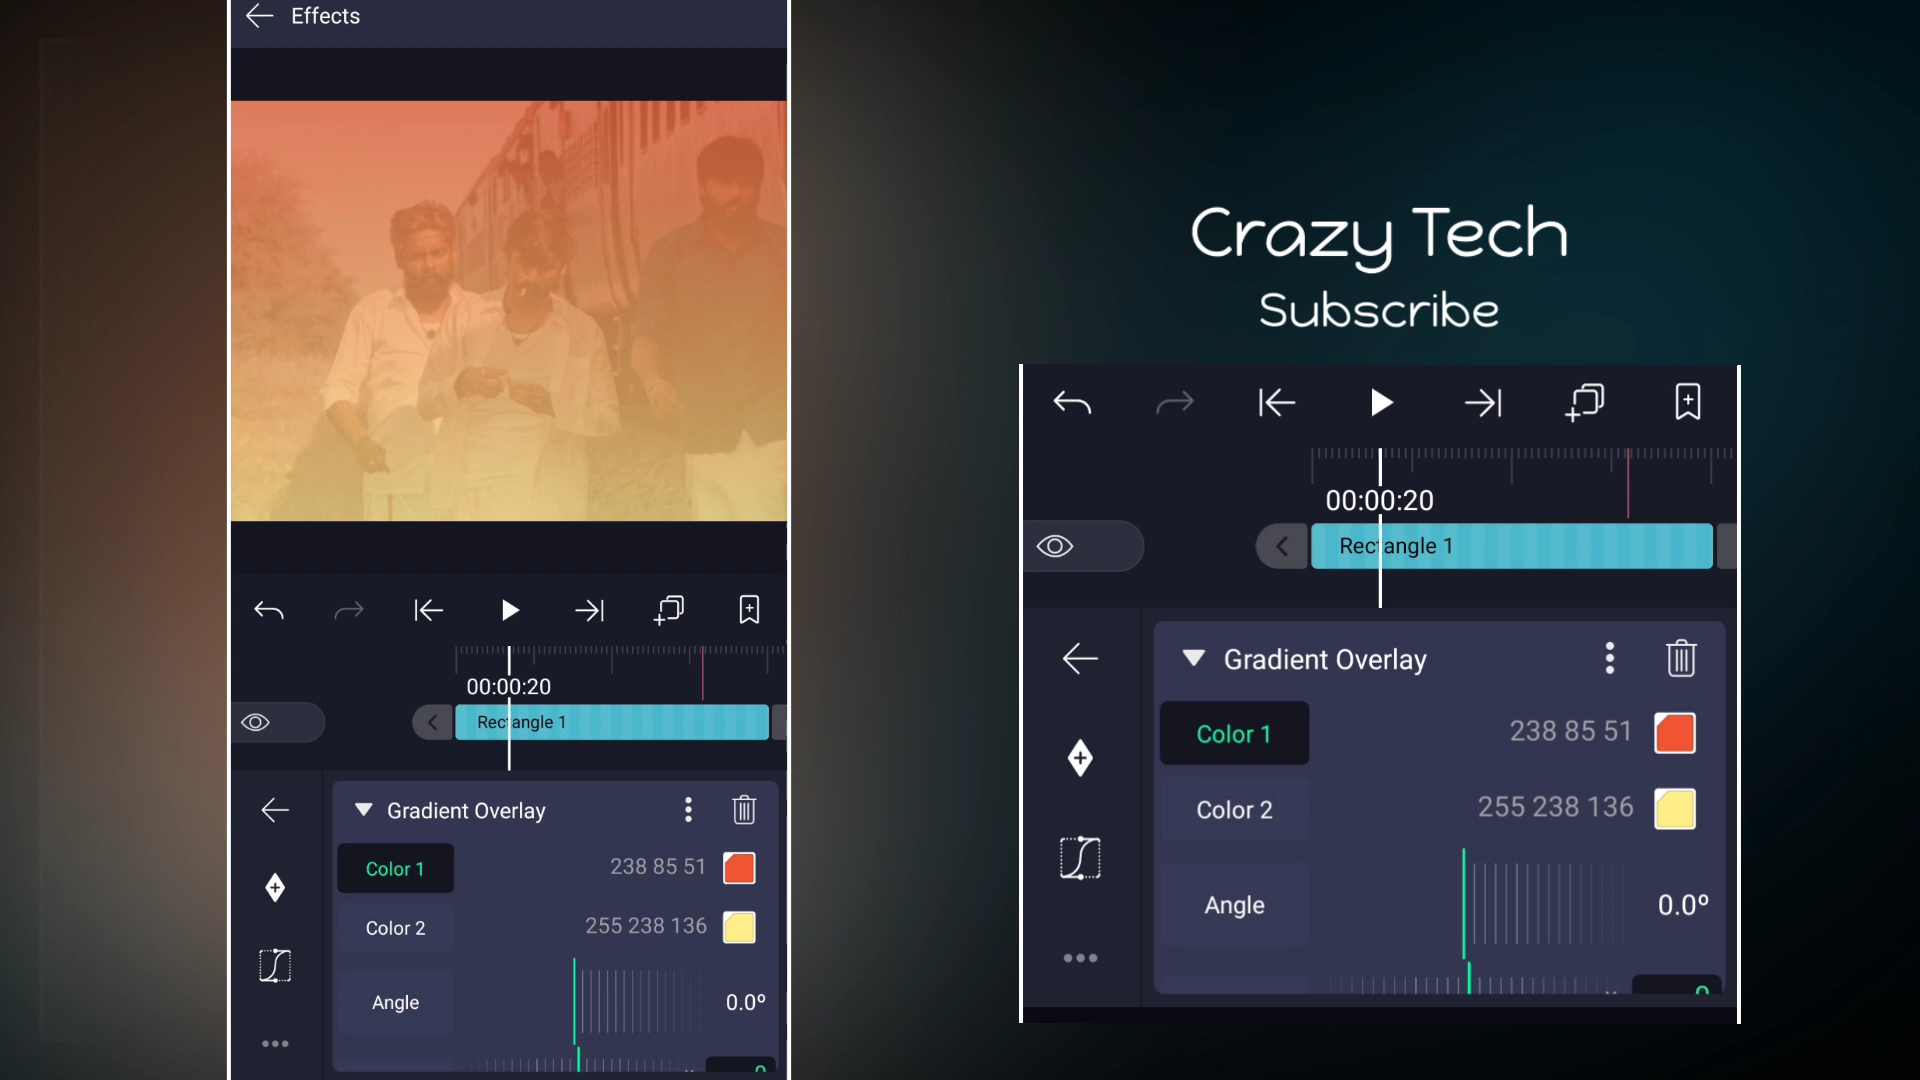 Effects
00:00:20
Rectangle 1
Gradient Overlay
Color 1
238 85 51
Color 2
255 238 136
Angle
0.0º
Crazy Tech
Subscribe
00:00:20
Rectangle 1
Gradient Overlay
Color 1
238 85 51
Color 2
255 238 136
Angle
0.0º